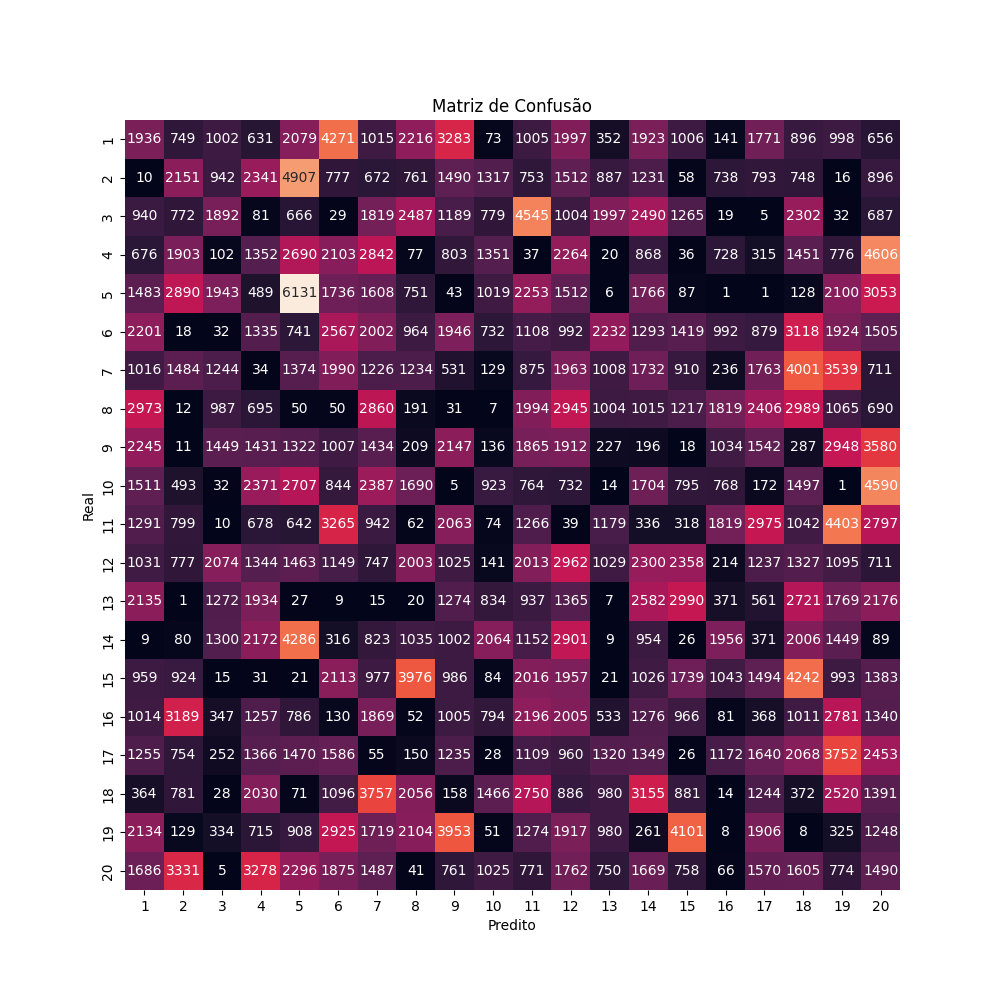 Matriz de Confusão
1 1936 749 1002 631 2079 4271 1015 2216 3283 73 1005 1997 352 1923 1006 141 1771 896 998 656
2 10 2151 942 2341 4907 777 672 761 1490 1317 753 1512 887 1231 58 738 793 748 16 896
3 940 772 1892 81 666 29 1819 2487 1189 779 4545 1004 1997 2490 1265 19 5 2302 32 687
4 676 1903 102 1352 2690 2103 2842 77 803 1351 37 2264 20 868 36 728 315 1451 776 4606
5 1483 2890 1943 489 6131 1736 1608 751 43 1019 2253 1512 6 1766 87 1 1 128 2100 3053
6 2201 18 32 1335 741 2567 2002 964 1946 732 1108 992 2232 1293 1419 992 879 3118 1924 1505
7 1016 1484 1244 34 1374 1990 1226 1234 531 129 875 1963 1008 1732 910 236 1763 4001 3539 711
8 2973 12 987 695 50 50 2860 191 31 7 1994 2945 1004 1015 1217 1819 2406 2989 1065 690
9 2245 11 1449 1431 1322 1007 1434 209 2147 136 1865 1912 227 196 18 1034 1542 287 2948 3580
10 1511 493 32 2371 2707 844 2387 1690 5 923 764 732 14 1704 795 768 172 1497 1 4590
Real
11 1291 799 10 678 642 3265 942 62 2063 74 1266 39 1179 336 318 1819 2975 1042 4403 2797
12 1031 777 2074 1344 1463 1149 747 2003 1025 141 2013 2962 1029 2300 2358 214 1237 1327 1095 711
13 2135 1 1272 1934 27 9 15 20 1274 834 937 1365 7 2582 2990 371 561 2721 1769 2176
14 9 80 1300 2172 4286 316 823 1035 1002 2064 1152 2901 9 954 26 1956 371 2006 1449 89
15 959 924 15 31 21 2113 977 3976 986 84 2016 1957 21 1026 1739 1043 1494 4242 993 1383
16 1014 3189 347 1257 786 130 1869 52 1005 794 2196 2005 533 1276 966 81 368 1011 2781 1340
17 1255 754 252 1366 1470 1586 55 150 1235 28 1109 960 1320 1349 26 1172 1640 2068 3752 2453
18 364 781 28 2030 71 1096 3757 2056 158 1466 2750 886 980 3155 881 14 1244 372 2520 1391
19 2134 129 334 715 908 2925 1719 2104 3953 51 1274 1917 980 261 4101 8 1906 8 325 1248
20 1686 3331 5 3278 2296 1875 1487 41 761 1025 771 1762 750 1669 758 66 1570 1605 774 1490
1 2 3 4 5 6 7 8 9 10 11 12 13 14 15 16 17 18 19 20
Predito